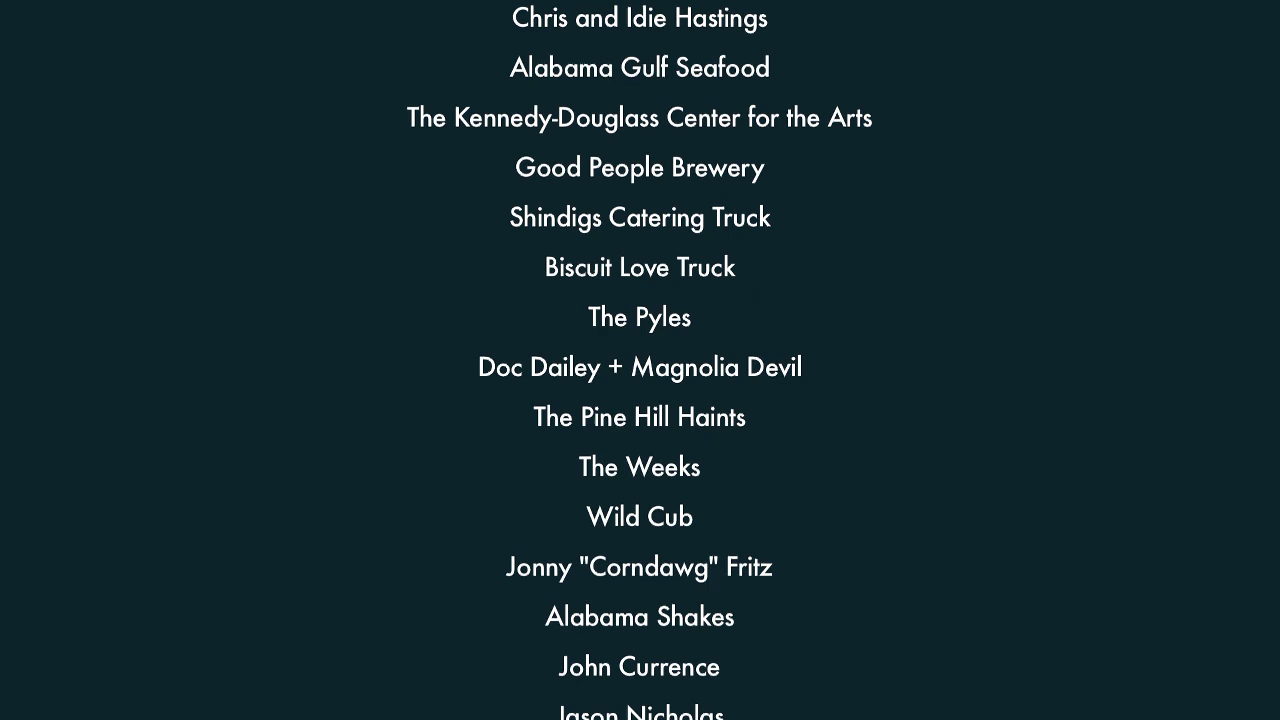 Chris and Idie Hastings
Alabama Gulf Seafood
The Kennedy-Douglass Center for the Arts
Good People Brewery
Shindigs Catering Truck
Biscuit Love Truck
The Pyles
Doc Dailey + Magnolia Devil
The Pine Hill Haints
The Weeks
Wild Cub
Jonny "Corndawg" Fritz
Alabama Shakes
John Currence
Jason Nicholas